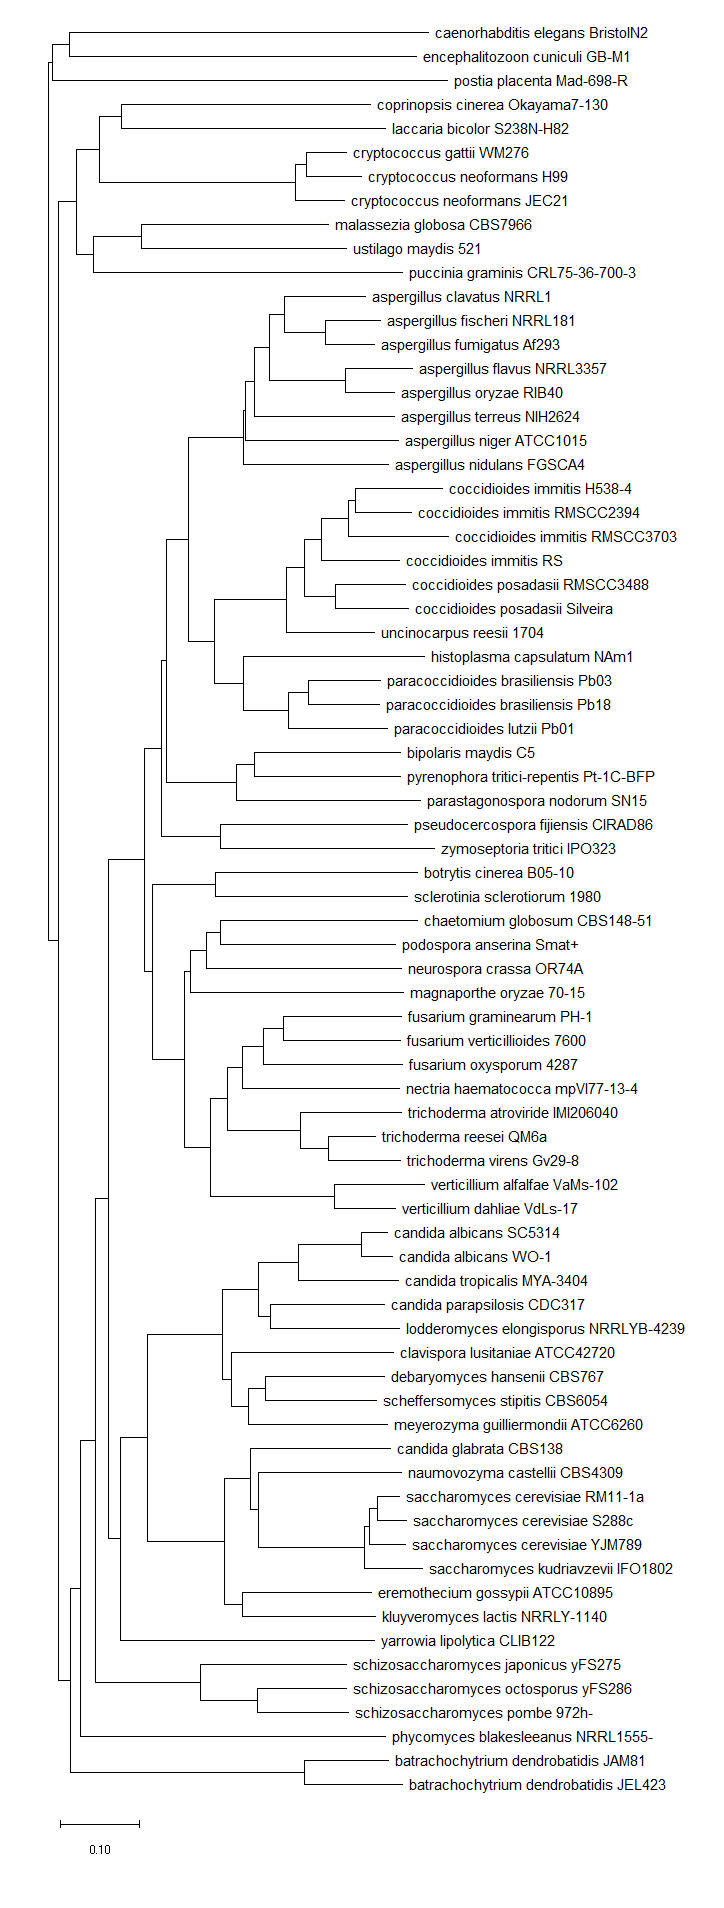 caenorhabditis elegans BristolN2
encephalitozoon cuniculi GB-M1
postia placenta Mad-698-R
coprinopsis cinerea Okayama7-130
laccaria bicolor S238N-H82
cryptococcus gattii WM276
cryptococcus neoformans H99
cryptococcus neoformans JEC21
malassezia globosa CBS7966
ustilago maydis 521
puccinia graminis CRL75-36-700-3
aspergillus clavatus NRRL1
aspergillus fischeri NRRL181
aspergillus fumigatus Af293
aspergillus flavus NRRL3357
aspergillus oryzae RIB40
aspergillus terreus NIH2624
aspergillus niger ATCC1015
aspergillus nidulans FGSCA4
coccidioides immitis H538-4
coccidioides immitis RMSCC2394
coccidioides immitis RMSCC3703
coccidioides immitis RS
coccidioides posadasii RMSCC3488
coccidioides posadasii Silveira
uncinocarpus reesii 1704
histoplasma capsulatum NAm1
paracoccidioides brasiliensis Pb03
paracoccidioides brasiliensis Pb18
paracoccidioides lutzii Pb01
bipolaris maydis C5
pyrenophora tritici-repentis Pt-1C-BFP
parastagonospora nodorum SN15
pseudocercospora fijiensis CIRAD86
zymoseptoria tritici IPO323
botrytis cinerea B05-10
sclerotinia sclerotiorum 1980
chaetomium globosum CBS148-51
podospora anserina Smat+
neurospora crassa OR74A
magnaporthe oryzae 70-15
fusarium graminearum PH-1
fusarium verticillioides 7600
fusarium oxysporum 4287
nectria haematococca mpVI77-13-4
trichoderma atroviride IMI206040
trichoderma reesei QM6a
trichoderma virens Gv29-8
verticillium alfalfae VaMs-102
verticillium dahliae VdLs-17
candida albicans SC5314
candida albicans WO-1
candida tropicalis MYA-3404
candida parapsilosis CDC317
lodderomyces elongisporus NRRLYB-4239
clavispora lusitaniae ATCC42720
debaryomyces hansenii CBS767
scheffersomyces stipitis CBS6054
meyerozyma guilliermondii ATCC6260
candida glabrata CBS138
naumovozyma castellii CBS4309
saccharomyces cerevisiae RM11-1a
saccharomyces cerevisiae S288c
saccharomyces cerevisiae YJM789
saccharomyces kudriavzevii IFO1802
eremothecium gossypii ATCC10895
kluyveromyces lactis NRRLY-1140
yarrowia lipolytica CLIB122
schizosaccharomyces japonicus yFS275
schizosaccharomyces octosporus yFS286
schizosaccharomyces pombe 972h-
phycomyces blakesleeanus NRRL1555-
batrachochytrium dendrobatidis JAM81
batrachochytrium dendrobatidis JEL423
0.10